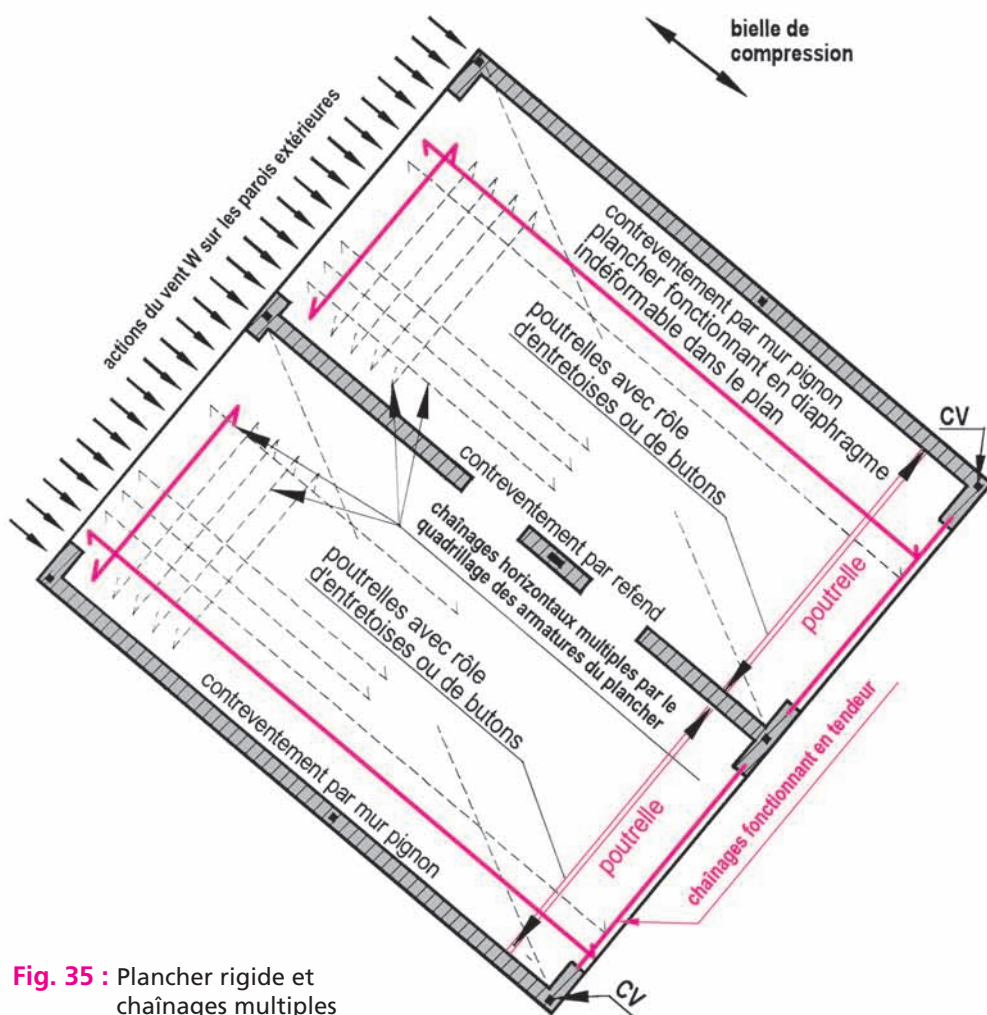 bielle de
compression
actions du vent W sur les parois extérieures
contreventement par mur pignon
plancher fonctionnant en diaphragme
indéformable dans le plan
poutrelles avec rôle
d'entretoises ou de butons
CV
contreventement par refend
chaînages horizontaux multiples par le
quadrillage des armatures du plancher
poutrelle
poutrelles avec rôle
d'entretoises ou de butons
contreventement par mur pignon
poutrelle
chaînages fonctionnant en tendeur
CV
Fig. 35 : Plancher rigide et
chaînages multiples